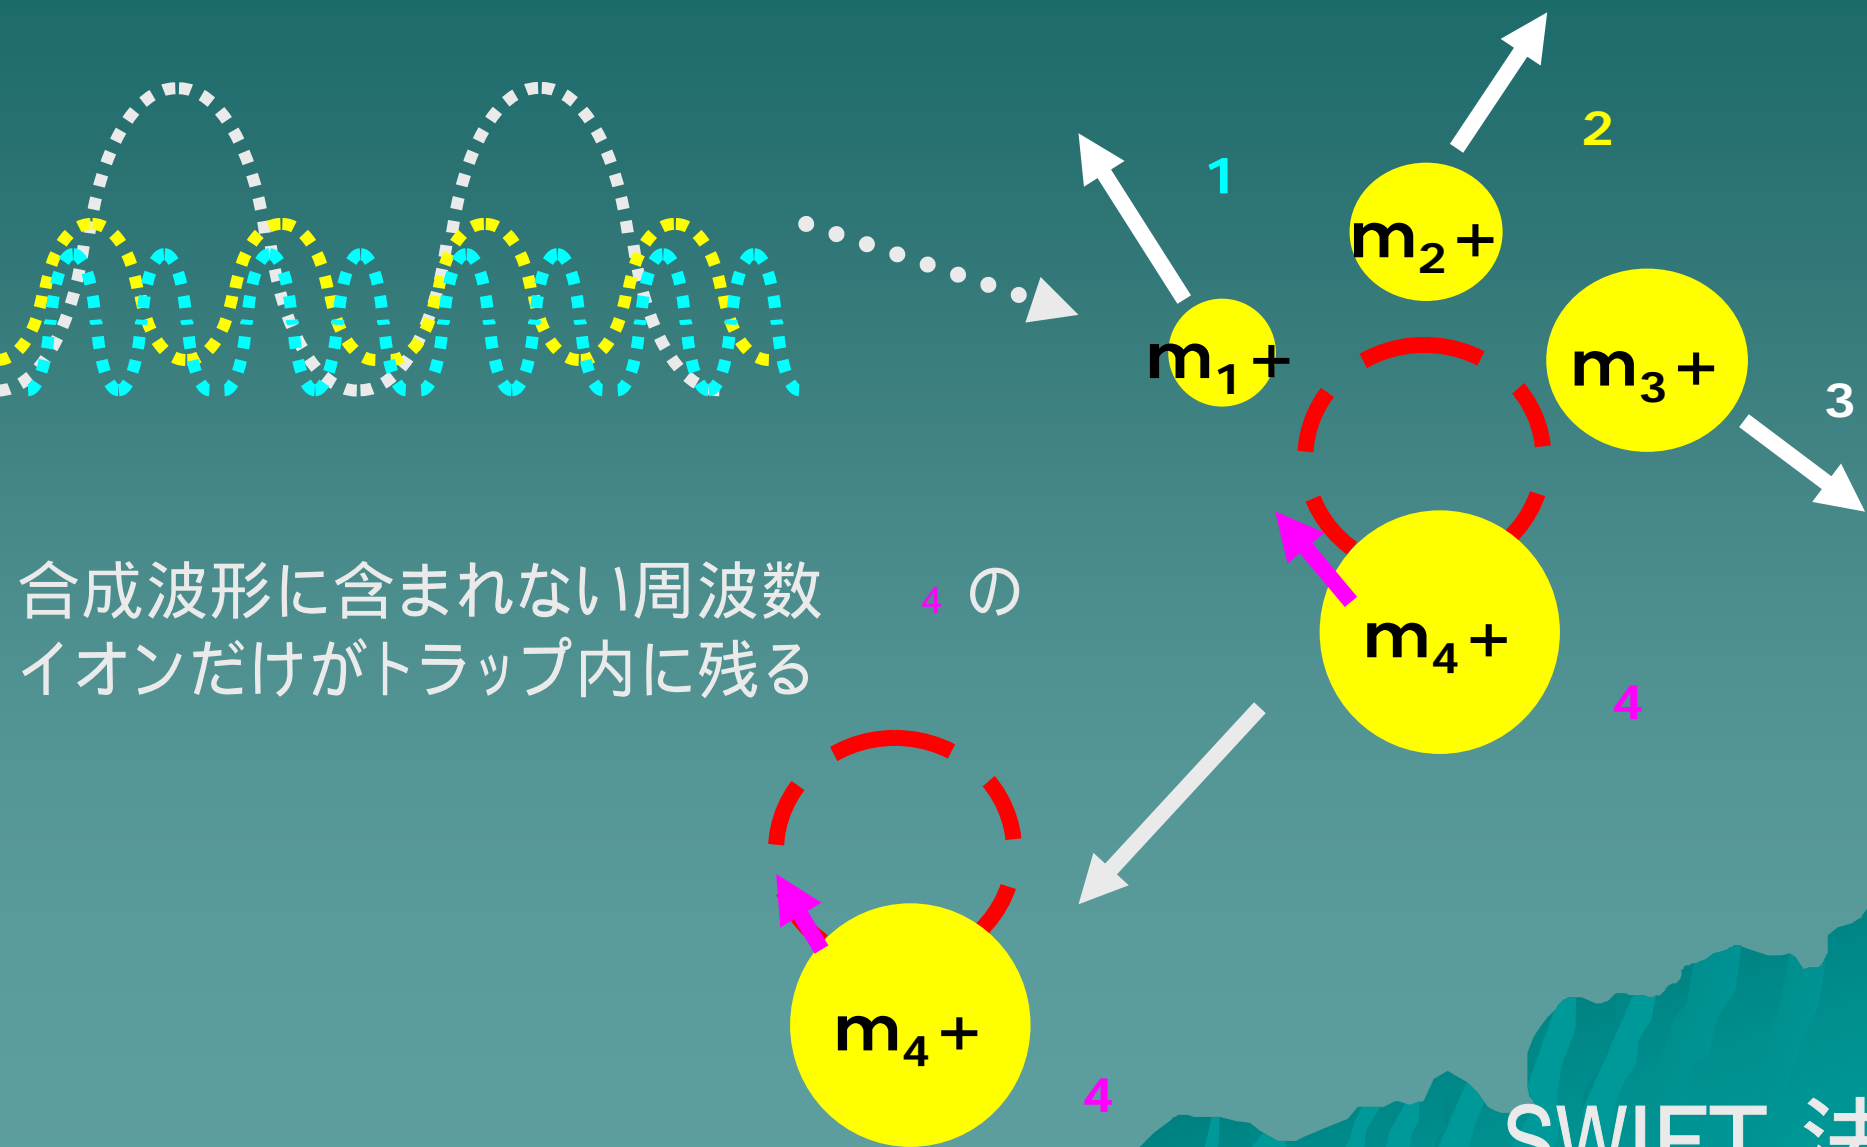 2
1
m₂+
m₁+
m₃+
3
合成波形に含まれない周波数 4 の
イオンだけがトラップ内に残る
m₄+
4
m₄+
4
SWIFT 法